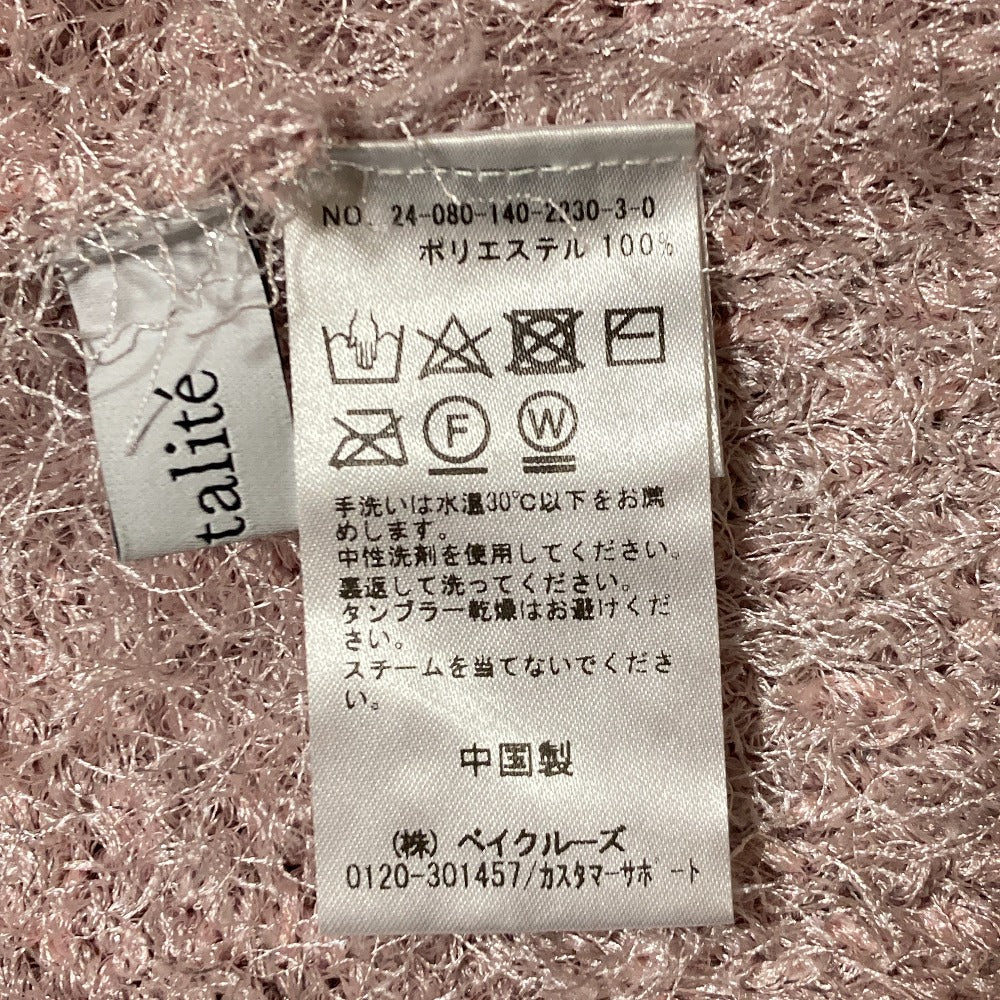 NO. 24-080-140-2230-3-0
ポリエステル 100%
F
W
手洗いは水温30℃以下をお薦
めします。
中性洗剤を使用してください。
裏返して洗ってください。
タンブラー乾燥はお避けくだ
さい。
スチームを当てないでくださ
い。
中国製
(株) ベイクルーズ
0120-301457/カスタマーサポート
talité